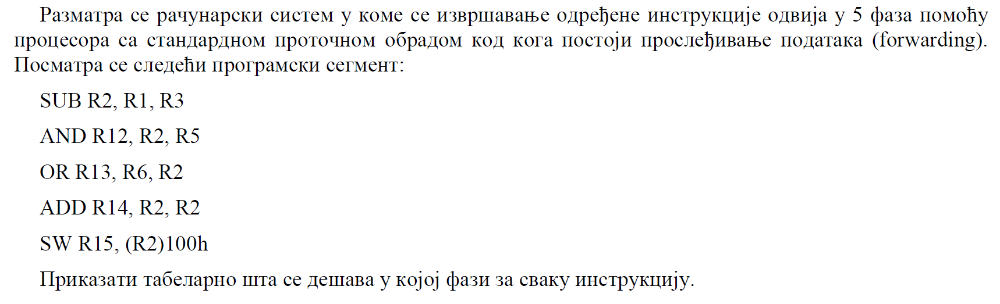 Разматра се рачунарски систем у коме се извршавање одређене инструкције одвија у 5 фаза помоћу
процесора са стандардном проточном обрадом код кога постоји прослеђивање података (forwarding).
Посматра се следећи програмски сегмент:
SUB R2, R1, R3
AND R12, R2, R5
OR R13, R6, R2
ADD R14, R2, R2
SW R15, (R2)100h
Приказати табеларно шта се дешава у којој фази за сваку инструкцију.